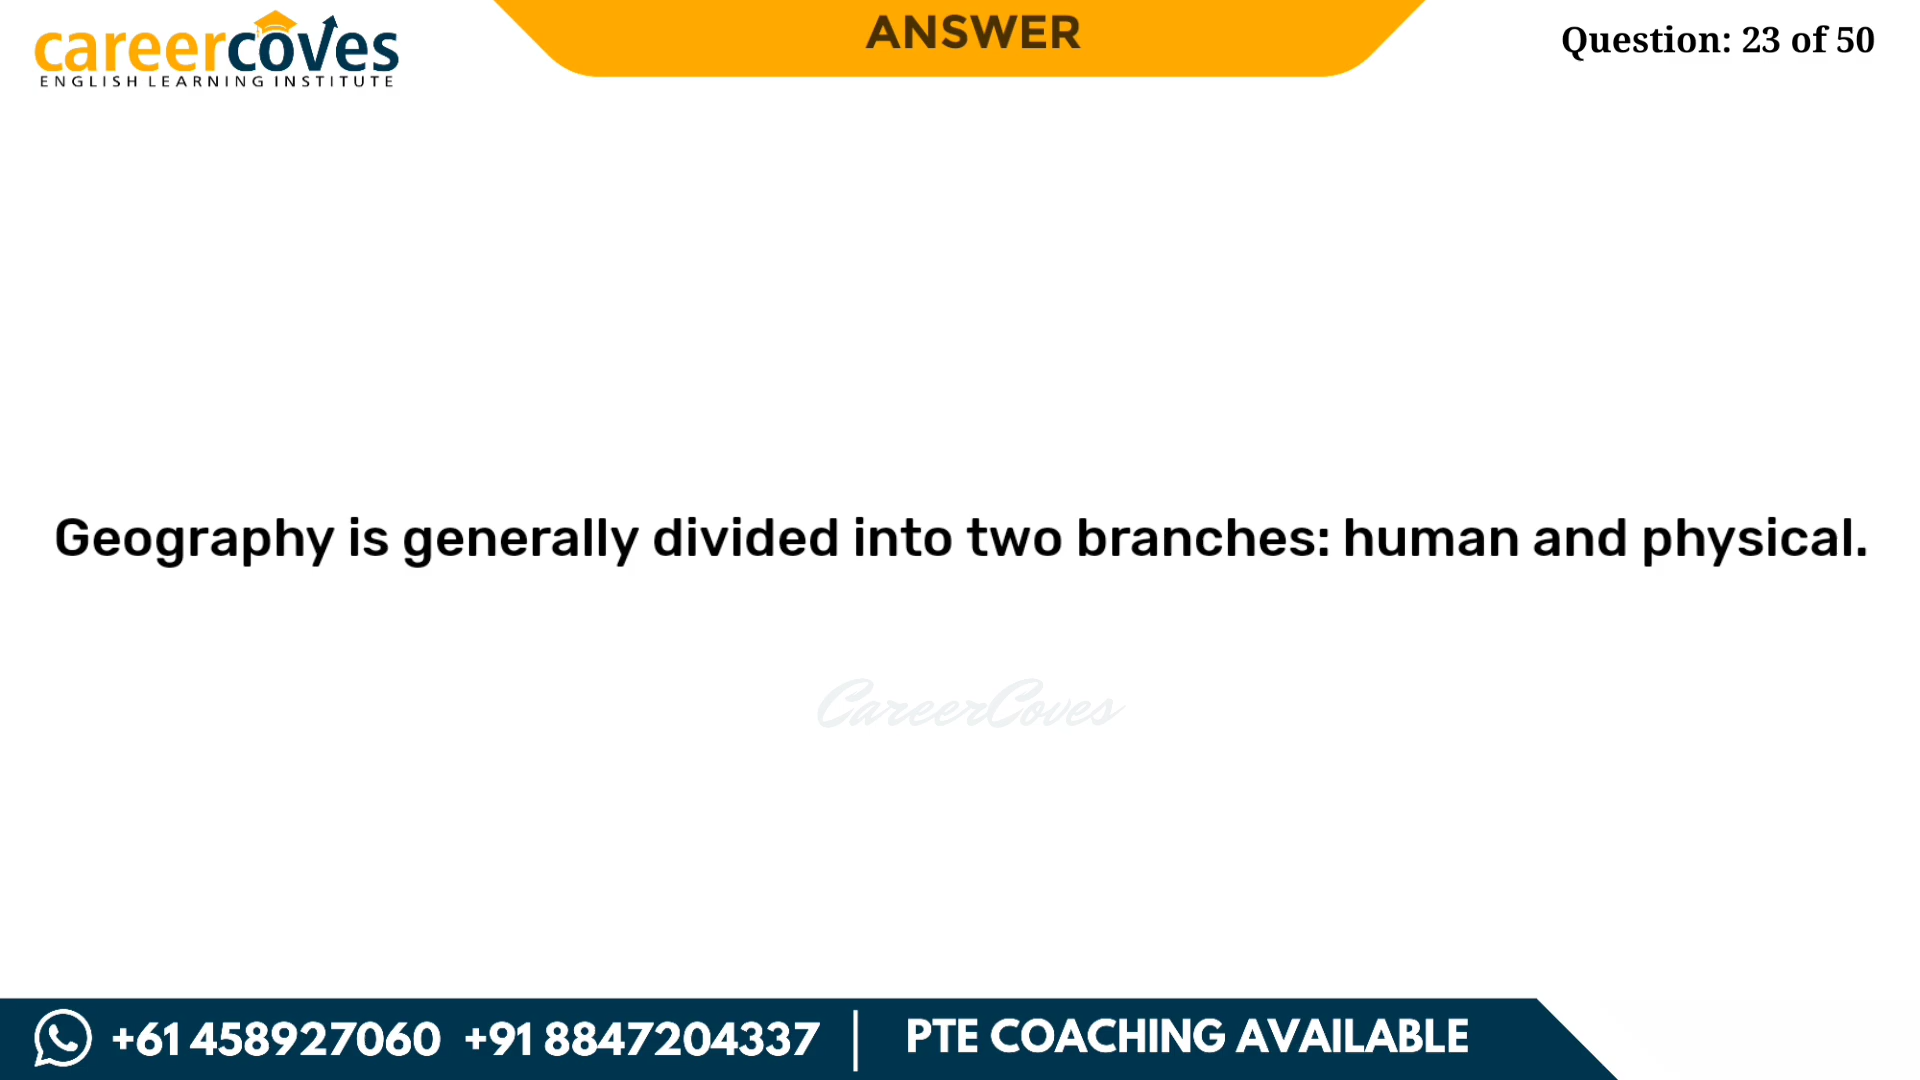 careercoves
ENGLISH LEARNING INSTITUTE
ANSWER
Question: 23 of 50
Geography is generally divided into two branches: human and physical.
CareerCoves
+61 458927060 +91 8847204337 | PTE COACHING AVAILABLE